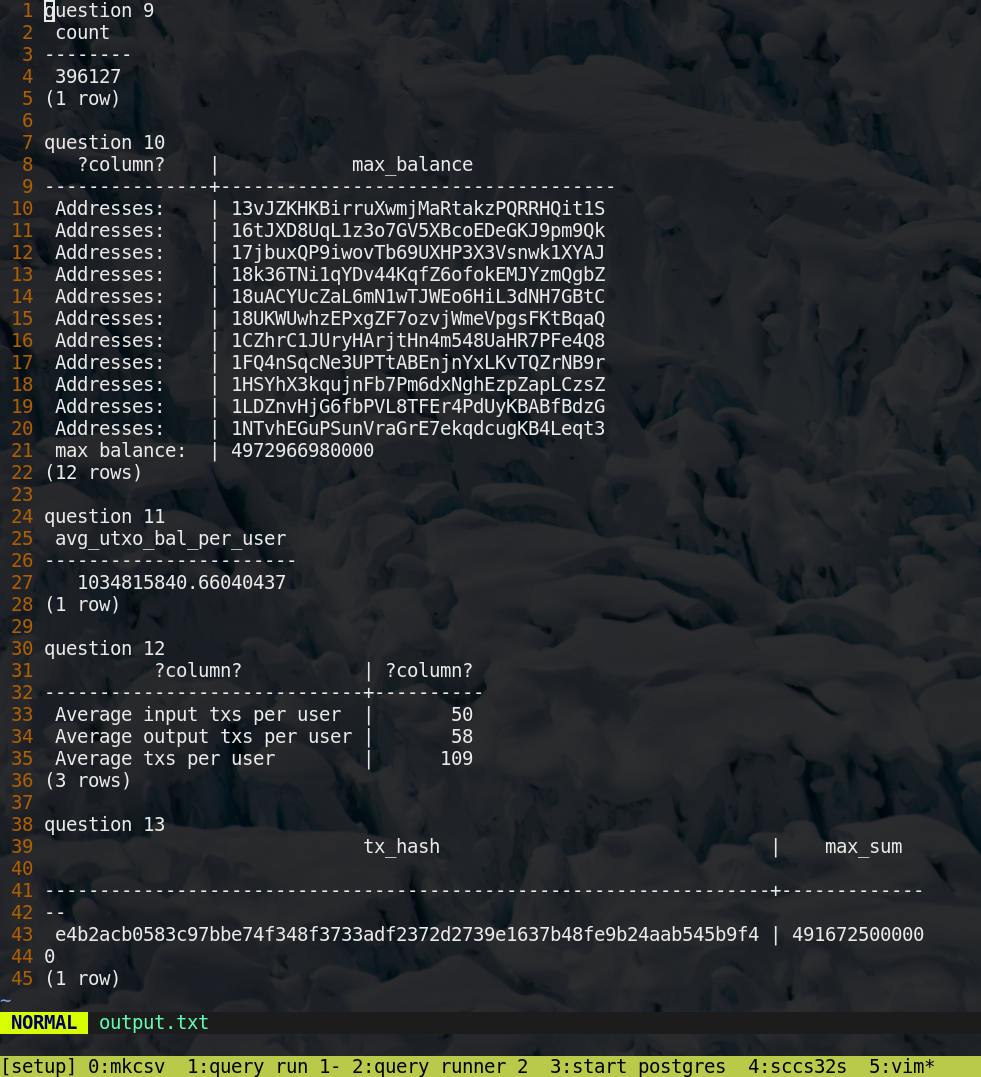 1 question 9
2  count
3 --------
4  396127
5 (1 row)
6
7 question 10
8    ?column?    |            max_balance
9 ---------------+------------------------------------
10  Addresses:    | 13vJZKHKBirruXwmjMaRtakzPQRRHQit1S
11  Addresses:    | 16tJXD8UqL1z3o7GV5XBcoEDeGKJ9pm9Qk
12  Addresses:    | 17jbuxQP9iwovTb69UXHP3X3Vsnwk1XYAJ
13  Addresses:    | 18k36TNi1qYDv44KqfZ6ofokEMJYzmQgbZ
14  Addresses:    | 18uACYUcZaL6mN1wTJWEo6HiL3dNH7GBtC
15  Addresses:    | 18UKWUwhzEPxgZF7ozvjWmeVpgsFKtBqaQ
16  Addresses:    | 1CZhrC1JUryHArjtHn4m548UaHR7PFe4Q8
17  Addresses:    | 1FQ4nSqcNe3UPTtABEnjnYxLKvTQZrNB9r
18  Addresses:    | 1HSYhX3kqujnFb7Pm6dxNghEzpZapLCzsZ
19  Addresses:    | 1LDZnvHjG6fbPVL8TFEr4PdUyKBABfBdzG
20  Addresses:    | 1NTvhEGuPSunVraGrE7ekqdcugKB4Leqt3
21  max balance:  | 4972966980000
22 (12 rows)
23
24 question 11
25  avg_utxo_bal_per_user
26 -----------------------
27    1034815840.66040437
28 (1 row)
29
30 question 12
31           ?column?           | ?column?
32 -----------------------------+----------
33  Average input txs per user  |       50
34  Average output txs per user |       58
35  Average txs per user        |      109
36 (3 rows)
37
38 question 13
39                              tx_hash                              |    max_sum
40
41 ------------------------------------------------------------------+-------------
42 --
43  e4b2acb0583c97bbe74f348f3733adf2372d2739e1637b48fe9b24aab545b9f4 | 491672500000
44 0
45 (1 row)
~
NORMAL output.txt
[setup] 0:mkcsv  1:query run 1- 2:query runner 2  3:start postgres  4:sccs32s  5:vim*